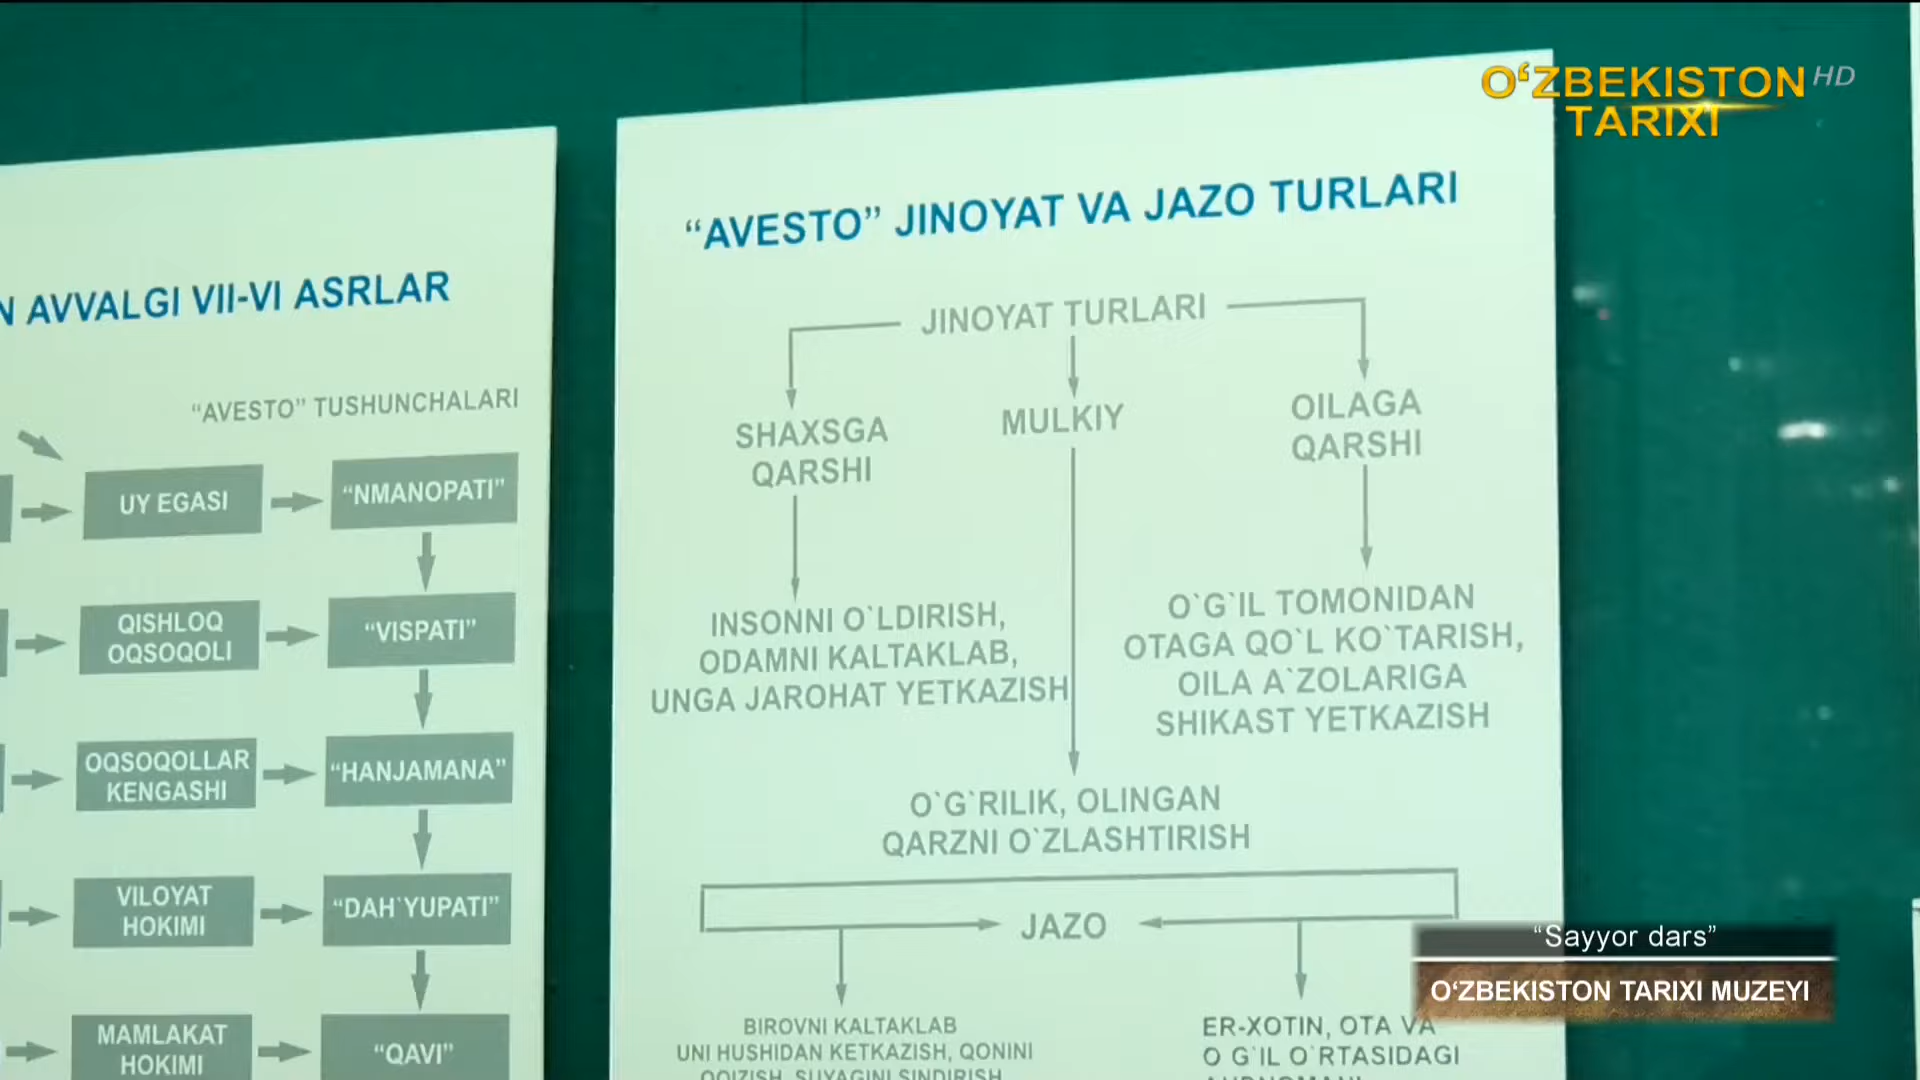 O‘ZBEKISTON HD
TARIXI
N AVVALGI VII-VI ASRLAR
“AVESTO” TUSHUNCHALARI
UY EGASI
“NMANOPATI”
QISHLOQ
OQSOQOLI
“VISPATI”
OQSOQOLLAR
KENGASHI
“HANJAMANA”
VILOYAT
HOKIMI
“DAH`YUPATI”
MAMLAKAT
HOKIMI
“QAVI”
“AVESTO” JINOYAT VA JAZO TURLARI
JINOYAT TURLARI
SHAXSGA
QARSHI
MULKIY
OILAGA
QARSHI
INSONNI O`LDIRISH,
ODAMNI KALTAKLAB,
UNGA JAROHAT YETKAZISH
O`G`IL TOMONIDAN
OTAGA QO`L KO`TARISH,
OILA A`ZOLARIGA
SHIKAST YETKAZISH
O`G`RILIK, OLINGAN
QARZNI O`ZLASHTIRISH
JAZO
BIROVNI KALTAKLAB
UNI HUSHIDAN KETKAZISH, QONINI
OQIZISH, SUYAGINI SINDIRISH
ER-XOTIN, OTA VA
O G`IL O`RTASIDAGI
“Sayyor dars”
O‘ZBEKISTON TARIXI MUZEYI